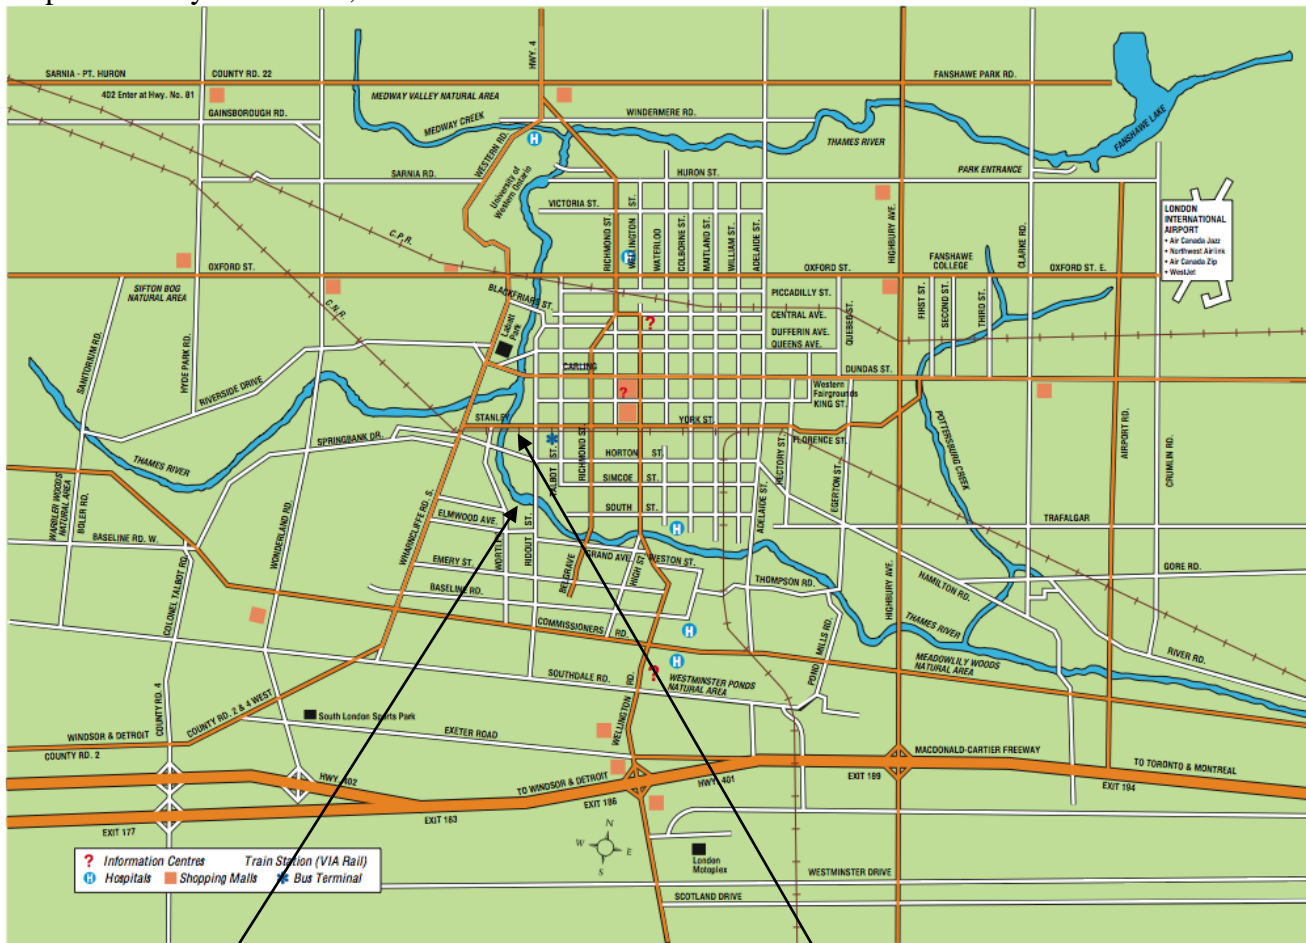 HWY. 4
SARNIA - PT. HURON
COUNTY RD. 22
FANSHAWE PARK RD.
402 Enter at Hwy. No. 81
MEDWAY VALLEY NATURAL AREA
GAINSBOROUGH RD.
MEDWAY CREEK
WINDERMERE RD.
FANSHAWE LAKE
WESTERN RD.
THAMES RIVER
SARNIA RD.
University of
Western Ontario
HURON ST.
PARK ENTRANCE
VICTORIA ST.
RICHMOND ST.
WELLINGTON ST.
WATERLOO
COLBORNE ST.
MAITLAND ST.
WILLIAM ST.
ADELAIDE ST.
HIGHBURY AVE.
CLARKE RD.
LONDON
INTERNATIONAL
AIRPORT
• Air Canada Jazz
• Northwest Airlink
• Air Canada Zip
• WestJet
C.P.R.
OXFORD ST.
OXFORD ST.
FANSHAWE
COLLEGE
OXFORD ST. E.
SIFTON BOG
NATURAL AREA
C.N.R.
BLACKFRIARS ST.
PICCADILLY ST.
CENTRAL AVE.
DUFFERIN AVE.
QUEENS AVE.
QUEBEC ST.
FIRST ST.
SECOND ST.
THIRD ST.
Labatt
Park
?
SANITORIUM RD.
HYDE PARK RD.
RIVERSIDE DRIVE
CARLING
DUNDAS ST.
?
Western
Fairgrounds
KING ST.
STANLEY
YORK ST.
FLORENCE ST.
POTTERSBURG CREEK
AIRPORT RD.
CRUMLIN RD.
SPRINGBANK DR.
THAMES RIVER
TALBOT ST.
RICHMOND ST.
HORTON ST.
SIMCOE ST.
SOUTH ST.
RECTORY ST.
EGERTON ST.
ADELAIDE ST.
WARBLER WOODS
NATURAL AREA
BOLER RD.
WONDERLAND RD.
WHARNCLIFFE RD. S.
ELMWOOD AVE.
RIDOUT ST.
H
TRAFALGAR
BASELINE RD. W.
COLONEL TALBOT RD.
EMERY ST.
BASELINE RD.
BELGRAVE
GRAND AVE.
HIGH ST.
WESTON ST.
THOMPSON RD.
HIGHBURY AVE.
HAMILTON RD.
GORE RD.
COMMISSIONERS RD.
H
POND MILLS RD.
THAMES RIVER
MEADOWLILY WOODS
NATURAL AREA
RIVER RD.
H
?
SOUTHDALE RD.
WESTMINSTER PONDS
NATURAL AREA
COUNTY RD. 4
COUNTY RD. 2 & 4 WEST
South London Sports Park
EXETER ROAD
WELLINGTON RD.
WINDSOR & DETROIT
COUNTY RD. 2
MACDONALD-CARTIER FREEWAY
TO TORONTO & MONTREAL
HWY. 402
TO WINDSOR & DETROIT
HWY. 401
EXIT 189
EXIT 194
EXIT 177
EXIT 183
EXIT 186
N
W
E
S
London
Motoplex
? Information Centres Train Station (VIA Rail)
H Hospitals Shopping Malls * Bus Terminal
WESTMINSTER DRIVE
SCOTLAND DRIVE